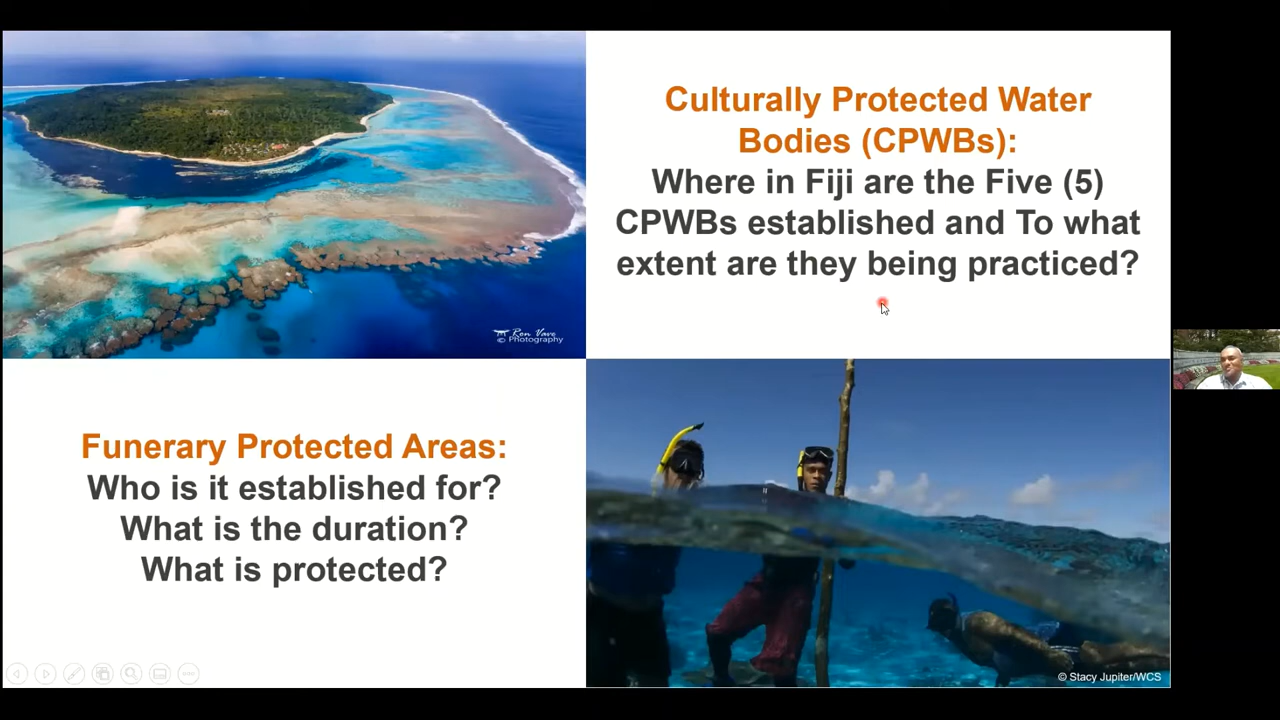 Culturally Protected Water
Bodies (CPWBs):
Where in Fiji are the Five (5)
CPWBs established and To what
extent are they being practiced?
Ron Vave
© Photography
Funerary Protected Areas:
Who is it established for?
What is the duration?
What is protected?
© Stacy Jupiter/WCS